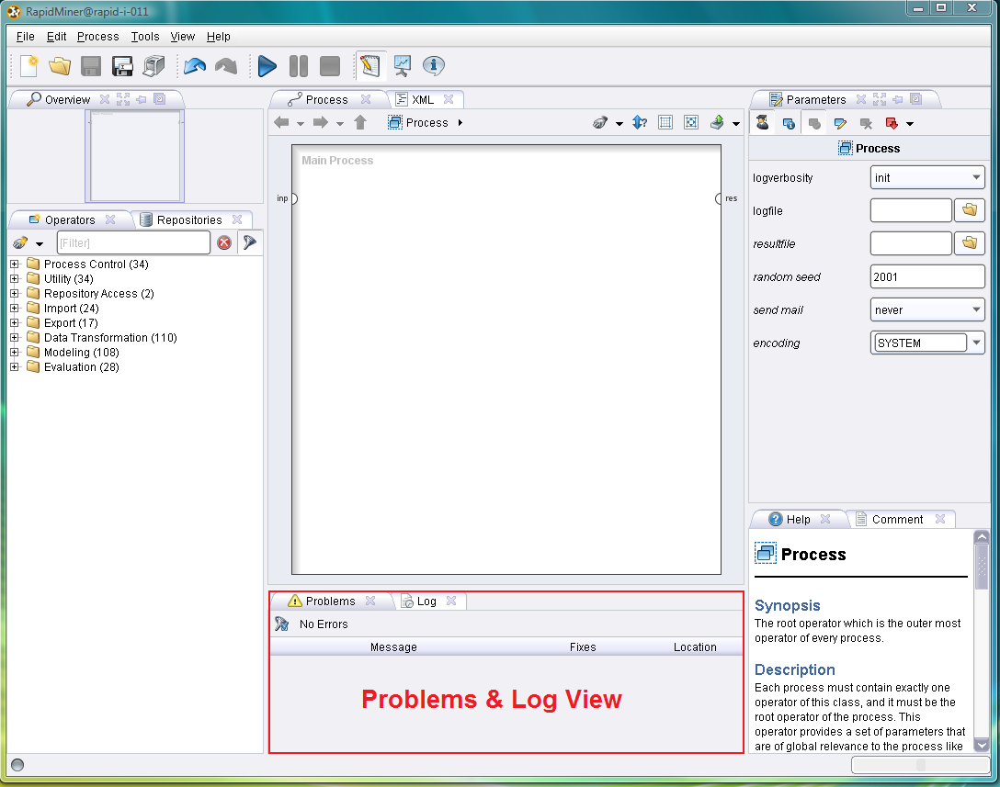 RapidMiner@rapid-i-011
File Edit Process Tools View Help
Overview
Operators Repositories
[Filter]
Process Control (34)
Utility (34)
Repository Access (2)
Import (24)
Export (17)
Data Transformation (110)
Modeling (108)
Evaluation (28)
Process XML
Process
Main Process
inp
res
Problems Log
No Errors
Message Fixes Location
Problems & Log View
Parameters
Process
logverbosity init
logfile
resultfile
random seed 2001
send mail never
encoding SYSTEM
Help Comment
Process
Synopsis
The root operator which is the outer most
operator of every process.
Description
Each process must contain exactly one
operator of this class, and it must be the
root operator of the process. This
operator provides a set of parameters that
are of global relevance to the process like